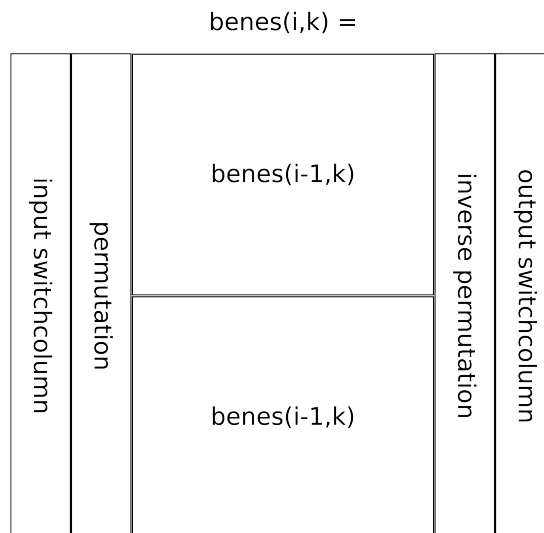 benes(i,k) =
input switchcolumn
permutation
benes(i-1,k)
benes(i-1,k)
inverse permutation
output switchcolumn